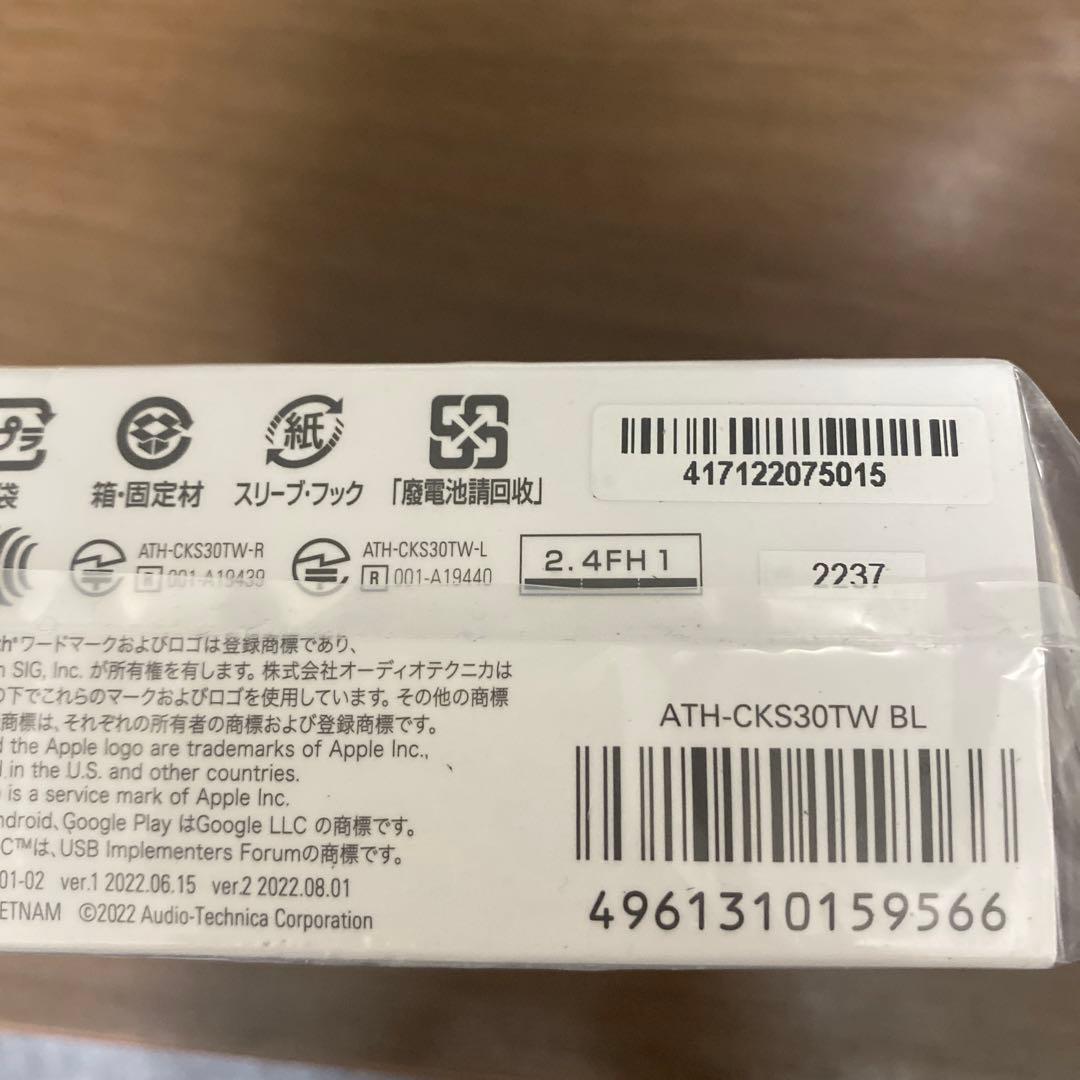 プラ
紙
袋
箱・固定材
スリーブ・フック
「廢電池請回收」
417122075015
ATH-CKS30TW-R
R 001-A19439
ATH-CKS30TW-L
R 001-A19440
2.4FH1
2237
th®ワードマークおよびロゴは登録商標であり、
SIG, Inc. が所有権を有します。株式会社オーディオテクニカは
の下でこれらのマークおよびロゴを使用しています。その他の商標
商標は、それぞれの所有者の商標および登録商標です。
the Apple logo are trademarks of Apple Inc.,
in the U.S. and other countries.
is a service mark of Apple Inc.
ndroid、Google Play はGoogle LLC の商標です。
C™は、USB Implementers Forumの商標です。
01-02 ver.1 2022.06.15 ver.2 2022.08.01
ETNAM ©2022 Audio-Technica Corporation
ATH-CKS30TW BL
4961310159566